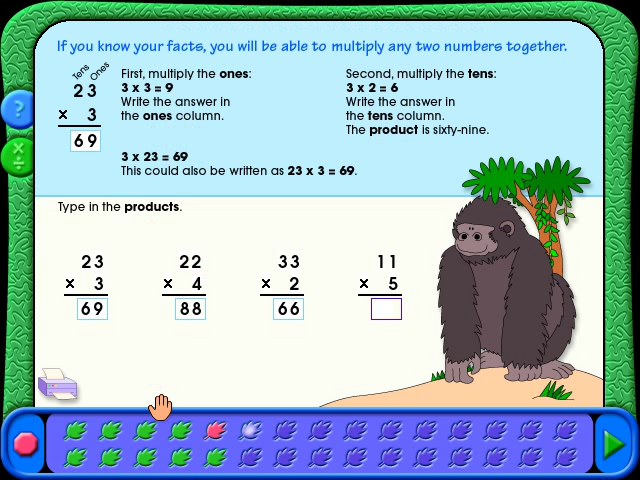 If you know your facts, you will be able to multiply any two numbers together.
Tens Ones
23
x 3
69
First, multiply the ones:
3 x 3 = 9
Write the answer in
the ones column.
Second, multiply the tens:
3 x 2 = 6
Write the answer in
the tens column.
The product is sixty-nine.
3 x 23 = 69
This could also be written as 23 x 3 = 69.
Type in the products.
23 22 33 11
x 3 x 4 x 2 x 5
69 88 66
?
x
÷